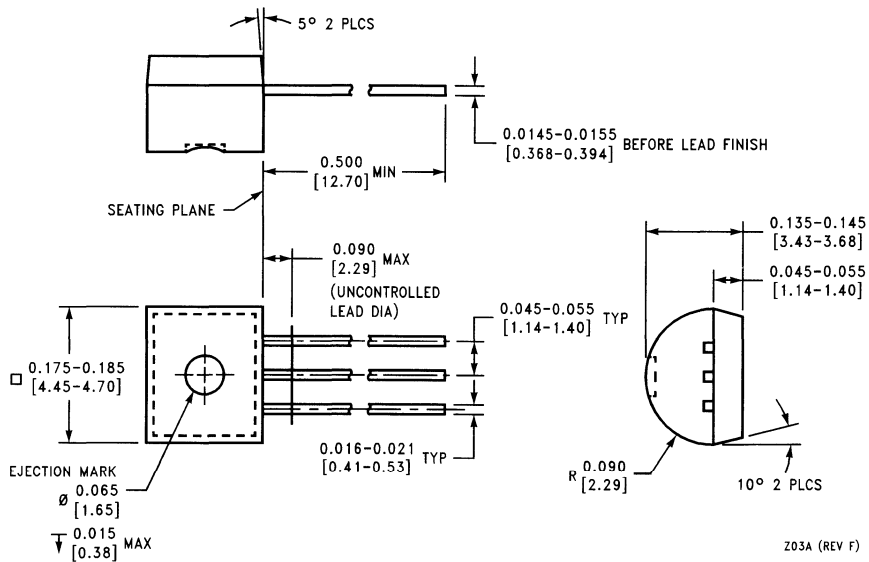 5° 2 PLCS
0.0145-0.0155
[0.368-0.394] BEFORE LEAD FINISH
0.500
[12.70] MIN
SEATING PLANE
0.090
[2.29] MAX
(UNCONTROLLED
LEAD DIA)
0.045-0.055
[1.14-1.40] TYP
0.135-0.145
[3.43-3.68]
0.045-0.055
[1.14-1.40]
0.175-0.185
[4.45-4.70]
0.016-0.021
[0.41-0.53] TYP
EJECTION MARK
Ø 0.065
[1.65]
0.015
[0.38] MAX
R 0.090
[2.29]
10° 2 PLCS
Z03A (REV F)